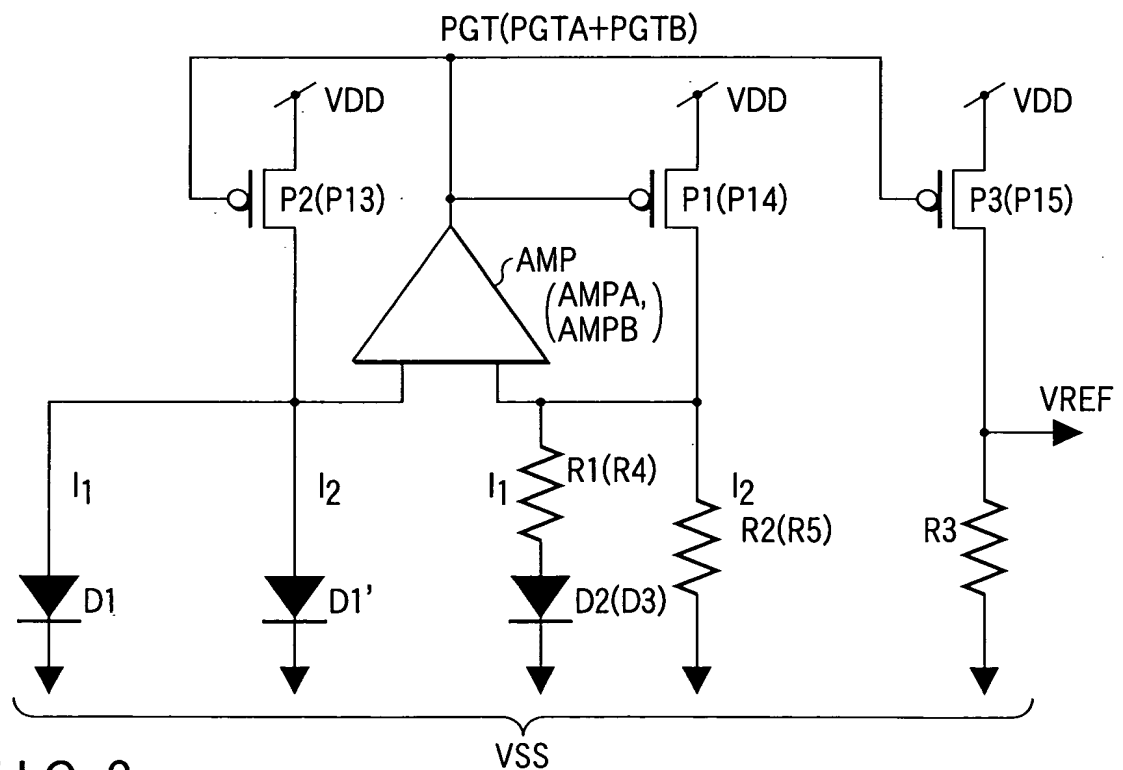 PGT(PGTA+PGTB)
VDD
VDD
VDD
P2(P13)
P1(P14)
P3(P15)
AMP
(AMPA,
AMPB)
VREF
I1
I2
I1
R1(R4)
I2
R2(R5)
R3
D1
D1'
D2(D3)
VSS